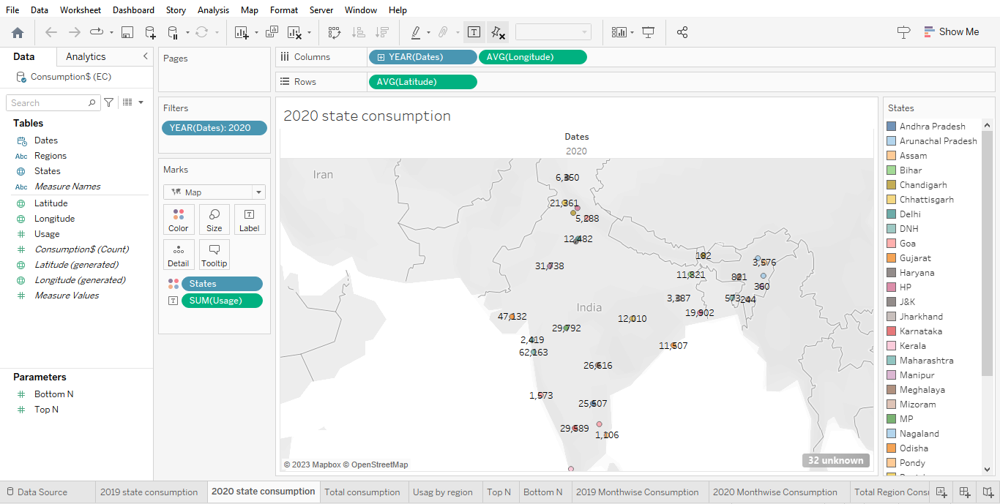 File Data Worksheet Dashboard Story Analysis Map Format Server Window Help
Show Me
Data Analytics
Consumption$ (EC)
Search
Tables
Dates
Abc Regions
States
Abc Measure Names
Latitude
Longitude
Usage
Consumption$ (Count)
Latitude (generated)
Longitude (generated)
Measure Values
Parameters
Bottom N
Top N
Pages
Filters
YEAR(Dates): 2020
Marks
Map
Color Size Label
Detail Tooltip
States
SUM(Usage)
Columns YEAR(Dates) AVG(Longitude)
Rows AVG(Latitude)
2020 state consumption
Dates
2020
Iran
6,350
21,361
5,288
12,482
182
3,576
31,738
11,821
821
360
3,387
573
244
India
19,902
47,132
12,010
29,792
2,419
11,507
62,163
26,616
1,573
25,607
29,589
1,106
© 2023 Mapbox © OpenStreetMap
32 unknown
States
Andhra Pradesh
Arunachal Pradesh
Assam
Bihar
Chandigarh
Chhattisgarh
Delhi
DNH
Goa
Gujarat
Haryana
HP
J&K
Jharkhand
Karnataka
Kerala
Maharashtra
Manipur
Meghalaya
Mizoram
MP
Nagaland
Odisha
Pondy
Data Source 2019 state consumption 2020 state consumption Total consumption Usag by region Top N Bottom N 2019 Monthwise Consumption 2020 Monthwise Consumption Total Region Consu